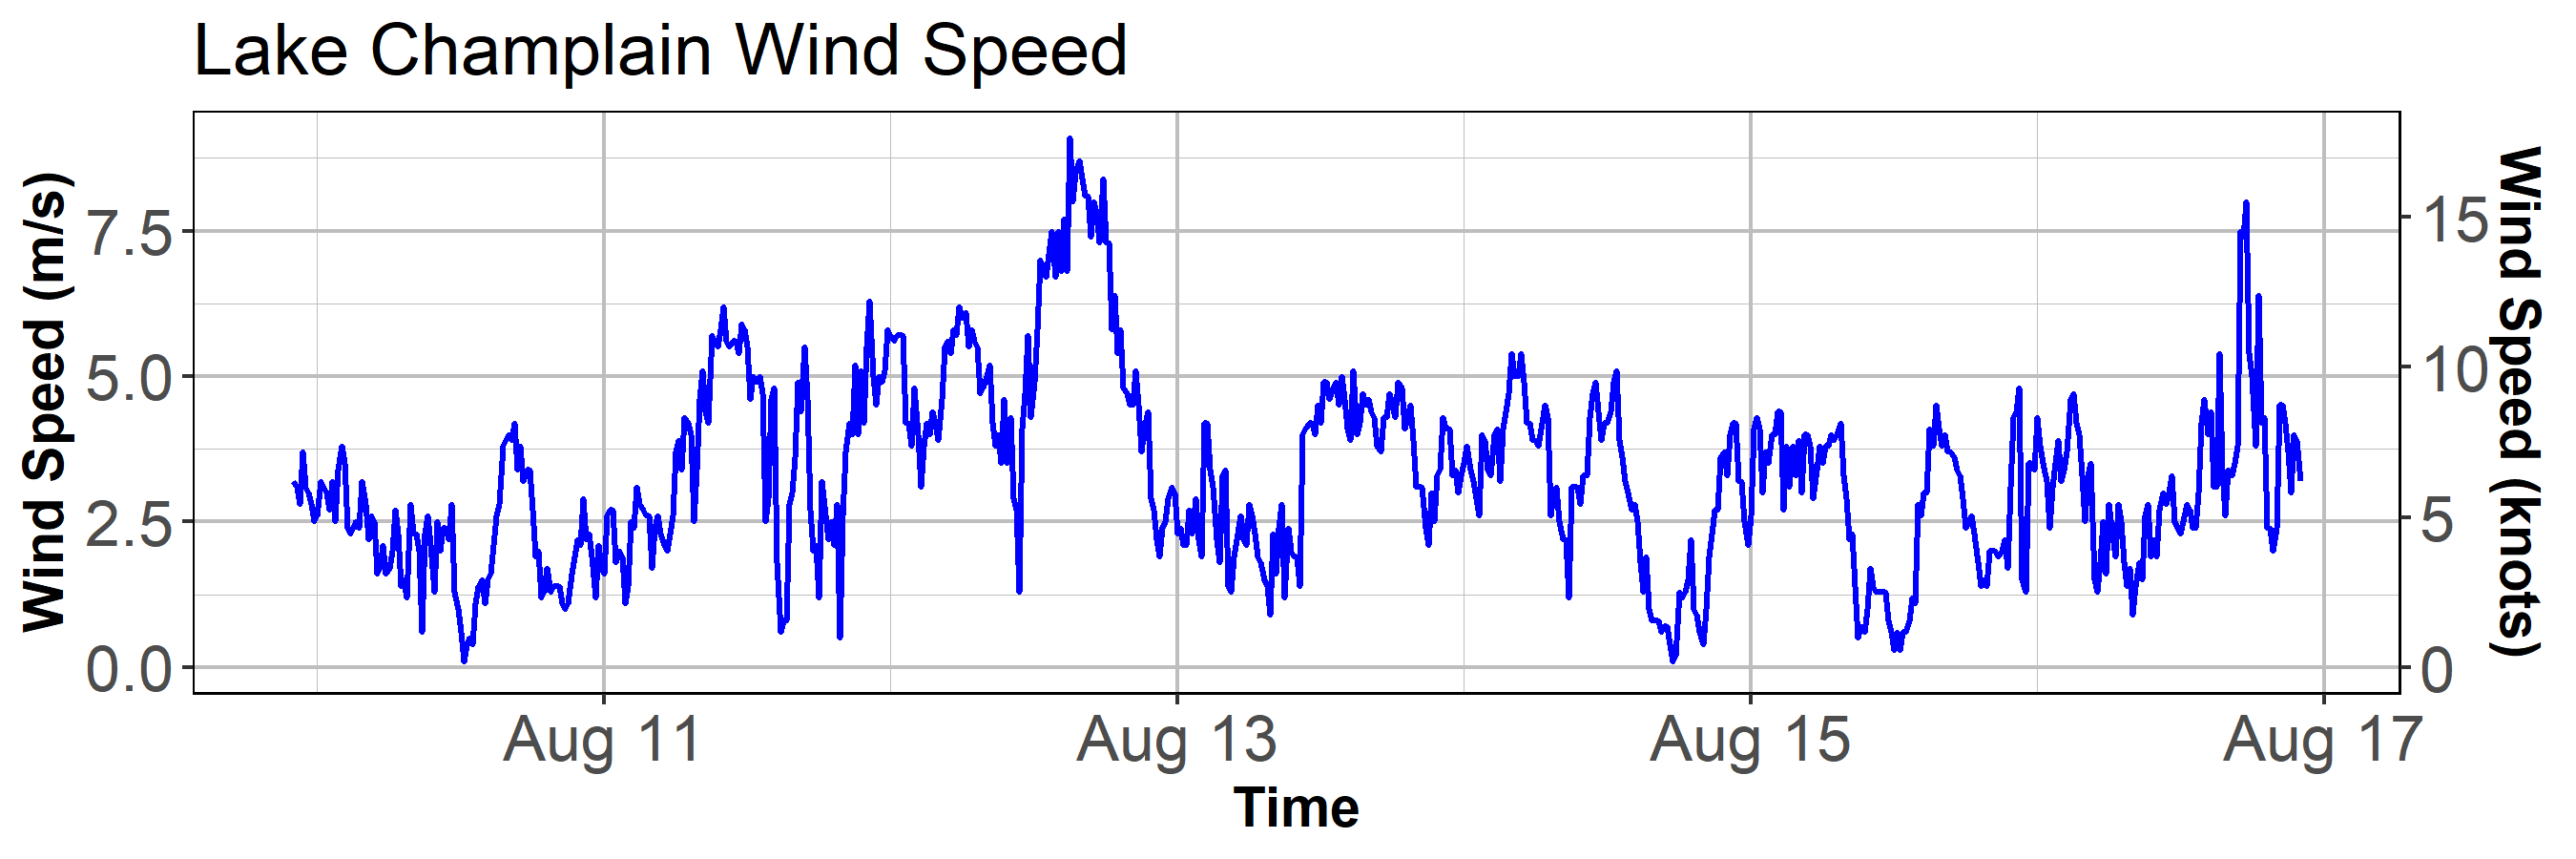 Lake Champlain Wind Speed
Wind Speed (m/s)
7.5
5.0
2.5
0.0
15
10
5
0
Wind Speed (knots)
Aug 11
Aug 13
Aug 15
Aug 17
Time